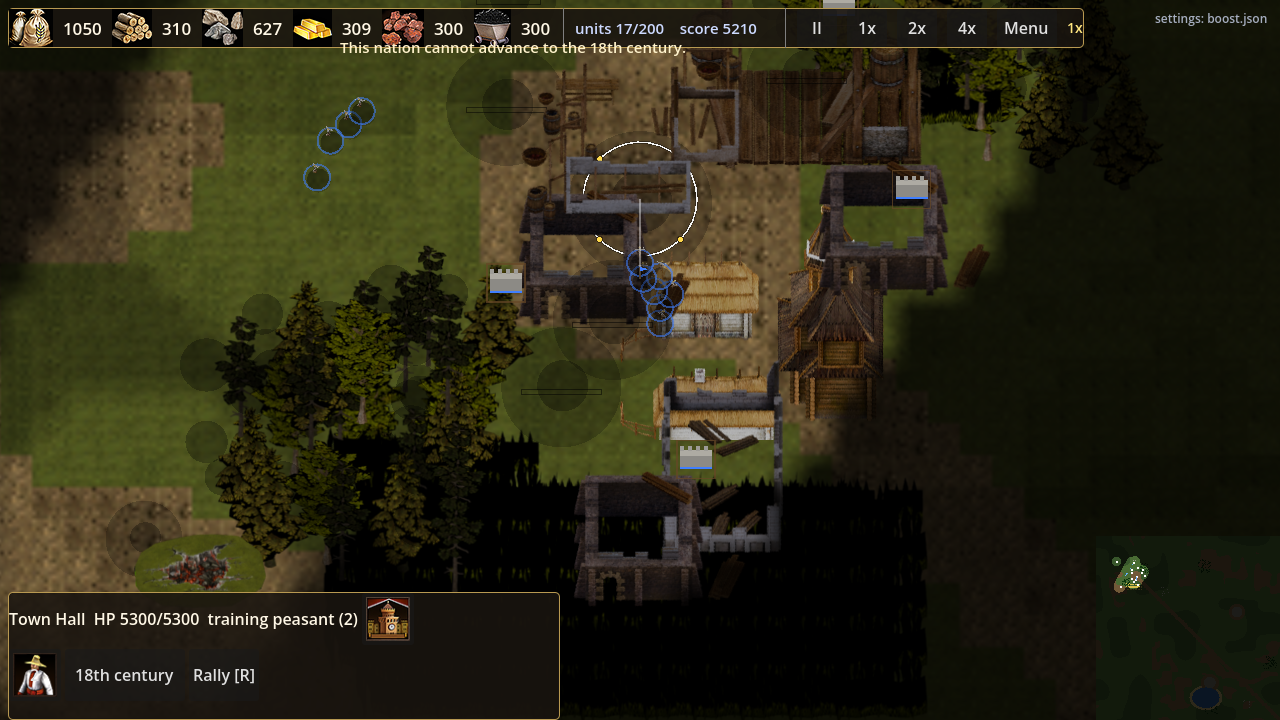 1050 310 627 309 300 300 units 17/200 score 5210 II 1x 2x 4x Menu 1x
settings: boost.json
This nation cannot advance to the 18th century.
Town Hall HP 5300/5300 training peasant (2)
18th century Rally [R]